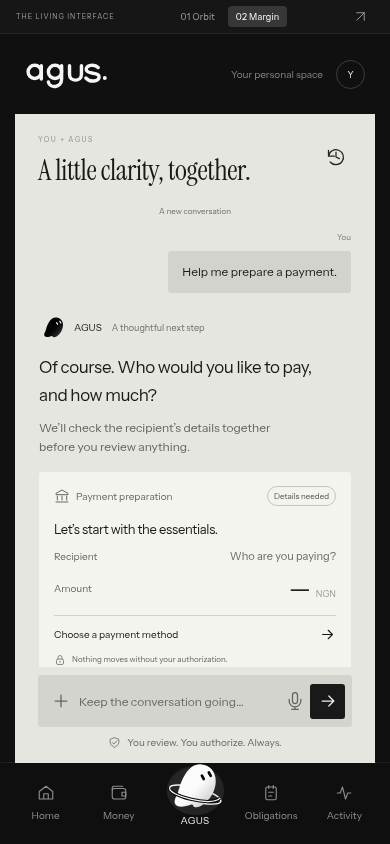 THE LIVING INTERFACE
01 Orbit
02 Margin
agus.
Your personal space
Y
YOU + AGUS
A little clarity, together.
A new conversation
You
Help me prepare a payment.
AGUS
A thoughtful next step
Of course. Who would you like to pay,
and how much?
We'll check the recipient's details together
before you review anything.
Payment preparation
Details needed
Let's start with the essentials.
Recipient
Who are you paying?
Amount
— NGN
Choose a payment method
Nothing moves without your authorization.
Keep the conversation going...
You review. You authorize. Always.
Home
Money
AGUS
Obligations
Activity